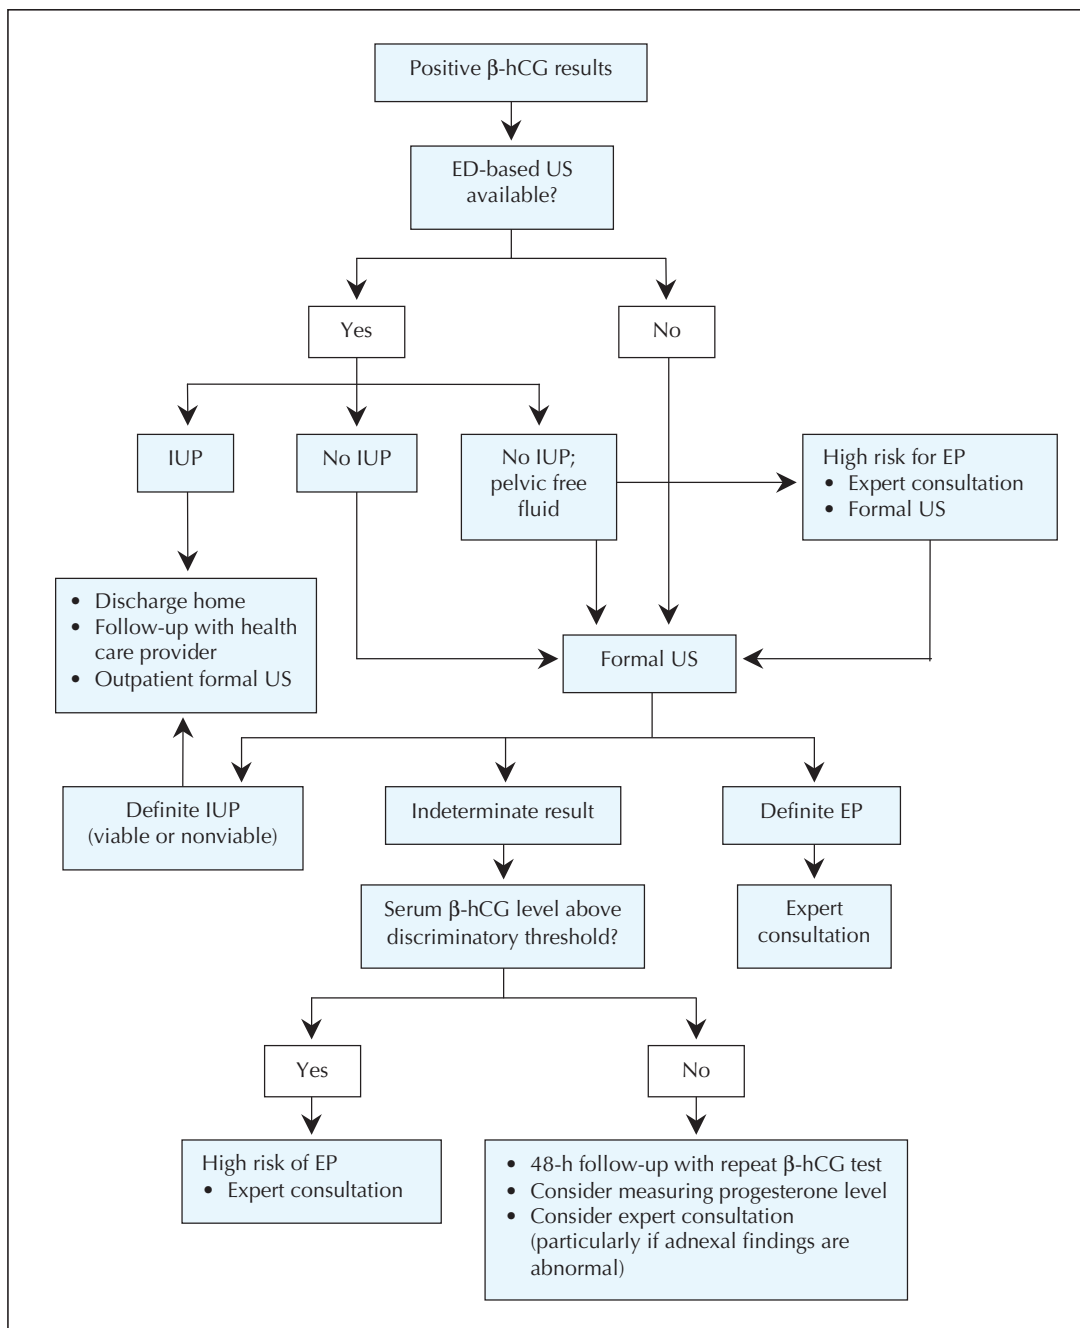 Positive β-hCG results
ED-based US
available?
Yes
No
IUP
No IUP
No IUP;
pelvic free
fluid
High risk for EP
• Expert consultation
• Formal US
• Discharge home
• Follow-up with health
care provider
• Outpatient formal US
Formal US
Definite IUP
(viable or nonviable)
Indeterminate result
Definite EP
Serum β-hCG level above
discriminatory threshold?
Expert
consultation
Yes
No
High risk of EP
• Expert consultation
• 48-h follow-up with repeat β-hCG test
• Consider measuring progesterone level
• Consider expert consultation
(particularly if adnexal findings are
abnormal)